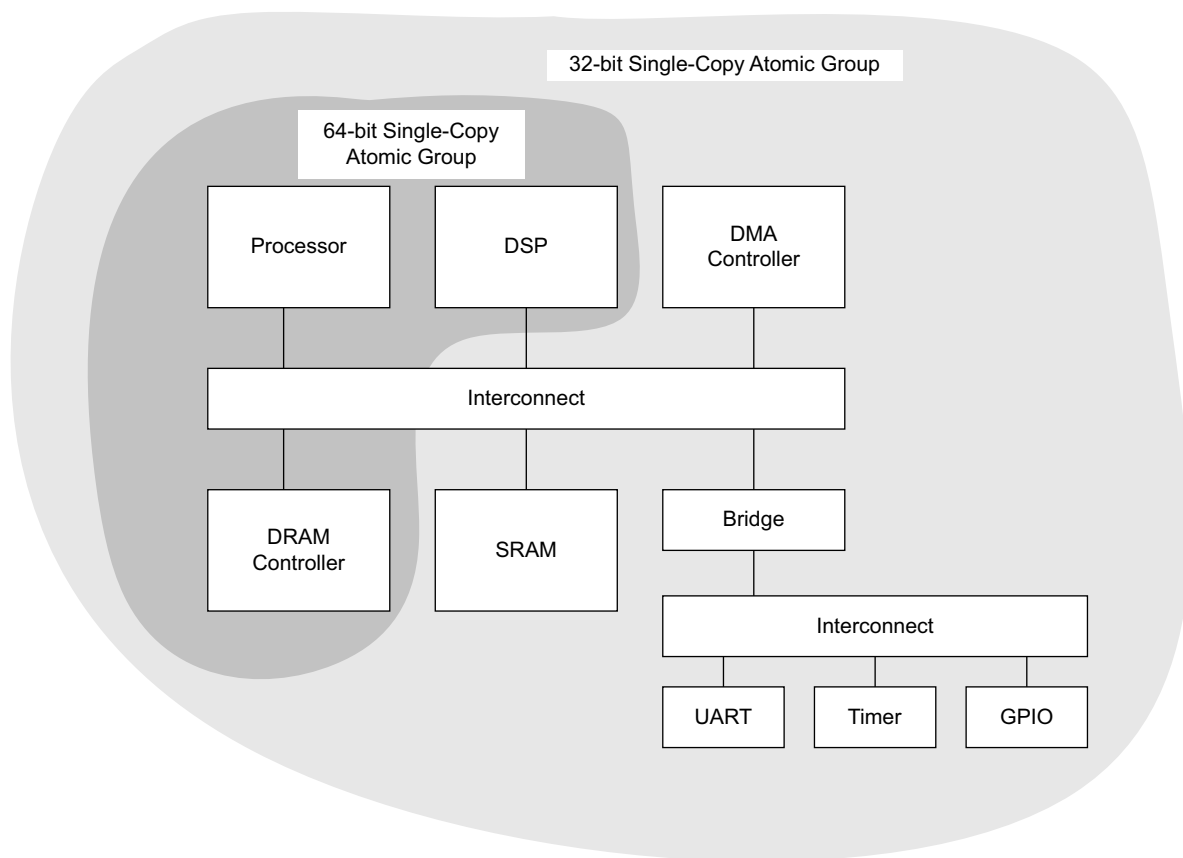 32-bit Single-Copy Atomic Group
64-bit Single-Copy
Atomic Group
Processor
DSP
DMA
Controller
Interconnect
DRAM
Controller
SRAM
Bridge
Interconnect
UART
Timer
GPIO